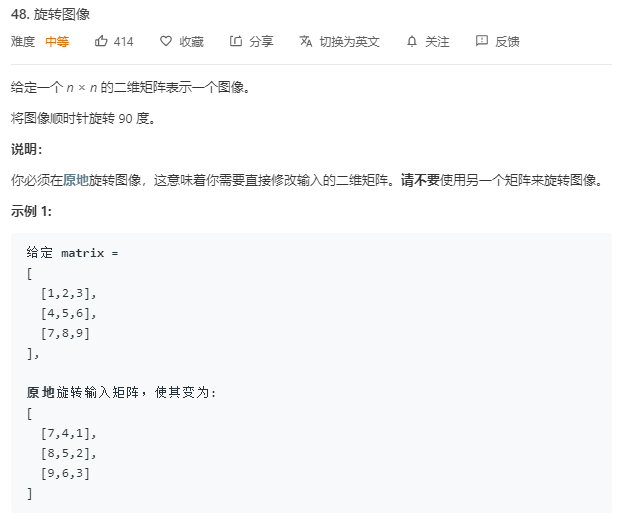 48. 旋转图像
难度 中等 414 收藏 分享 切换为英文 关注 反馈
给定一个 n × n 的二维矩阵表示一个图像。
将图像顺时针旋转 90 度。
说明：
你必须在原地旋转图像，这意味着你需要直接修改输入的二维矩阵。请不要使用另一个矩阵来旋转图像。
示例 1:
给定 matrix =
[
[1,2,3],
[4,5,6],
[7,8,9]
],
原地旋转输入矩阵，使其变为:
[
[7,4,1],
[8,5,2],
[9,6,3]
]